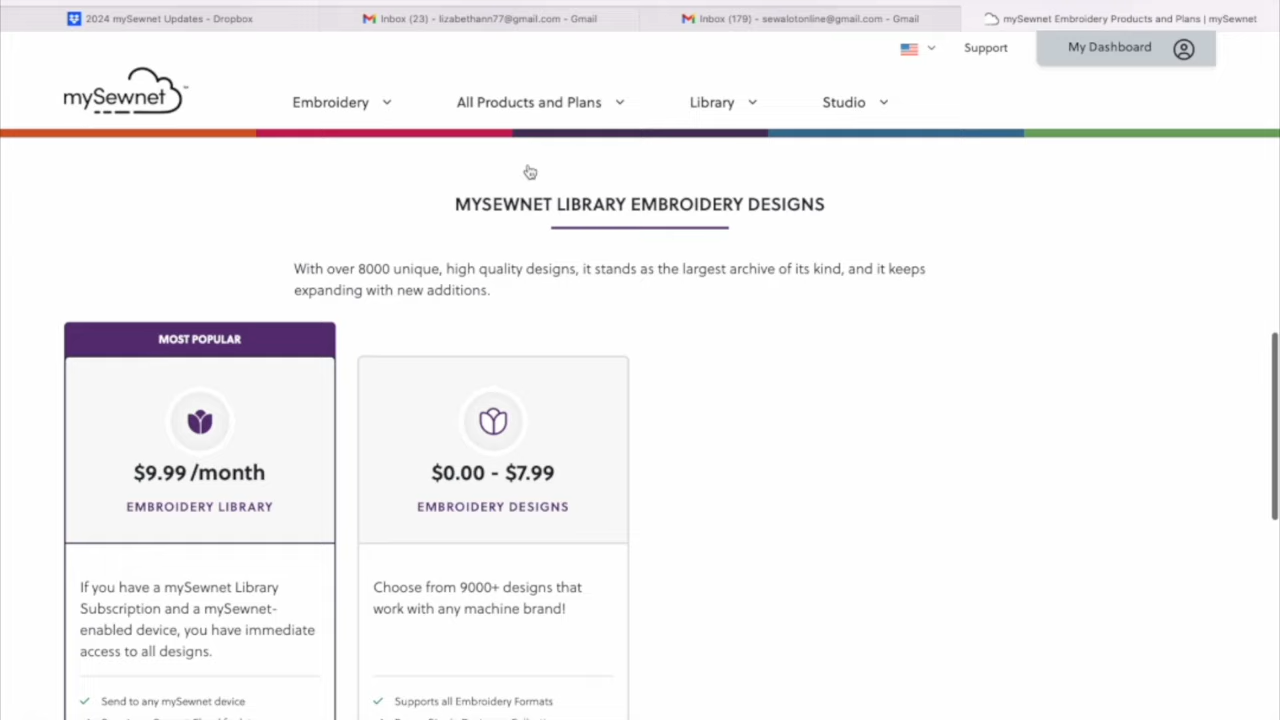 2024 mySewnet Updates - Dropbox
Inbox (23) - lizabethann77@gmail.com - Gmail
Inbox (179) - sewalotonline@gmail.com - Gmail
mySewnet Embroidery Products and Plans | mySewnet
Support
My Dashboard
mySewnet™
Embroidery
All Products and Plans
Library
Studio
MYSEWNET LIBRARY EMBROIDERY DESIGNS
With over 8000 unique, high quality designs, it stands as the largest archive of its kind, and it keeps
expanding with new additions.
MOST POPULAR
$9.99 /month
EMBROIDERY LIBRARY
If you have a mySewnet Library
Subscription and a mySewnet-
enabled device, you have immediate
access to all designs.
Send to any mySewnet device
$0.00 - $7.99
EMBROIDERY DESIGNS
Choose from 9000+ designs that
work with any machine brand!
Supports all Embroidery Formats